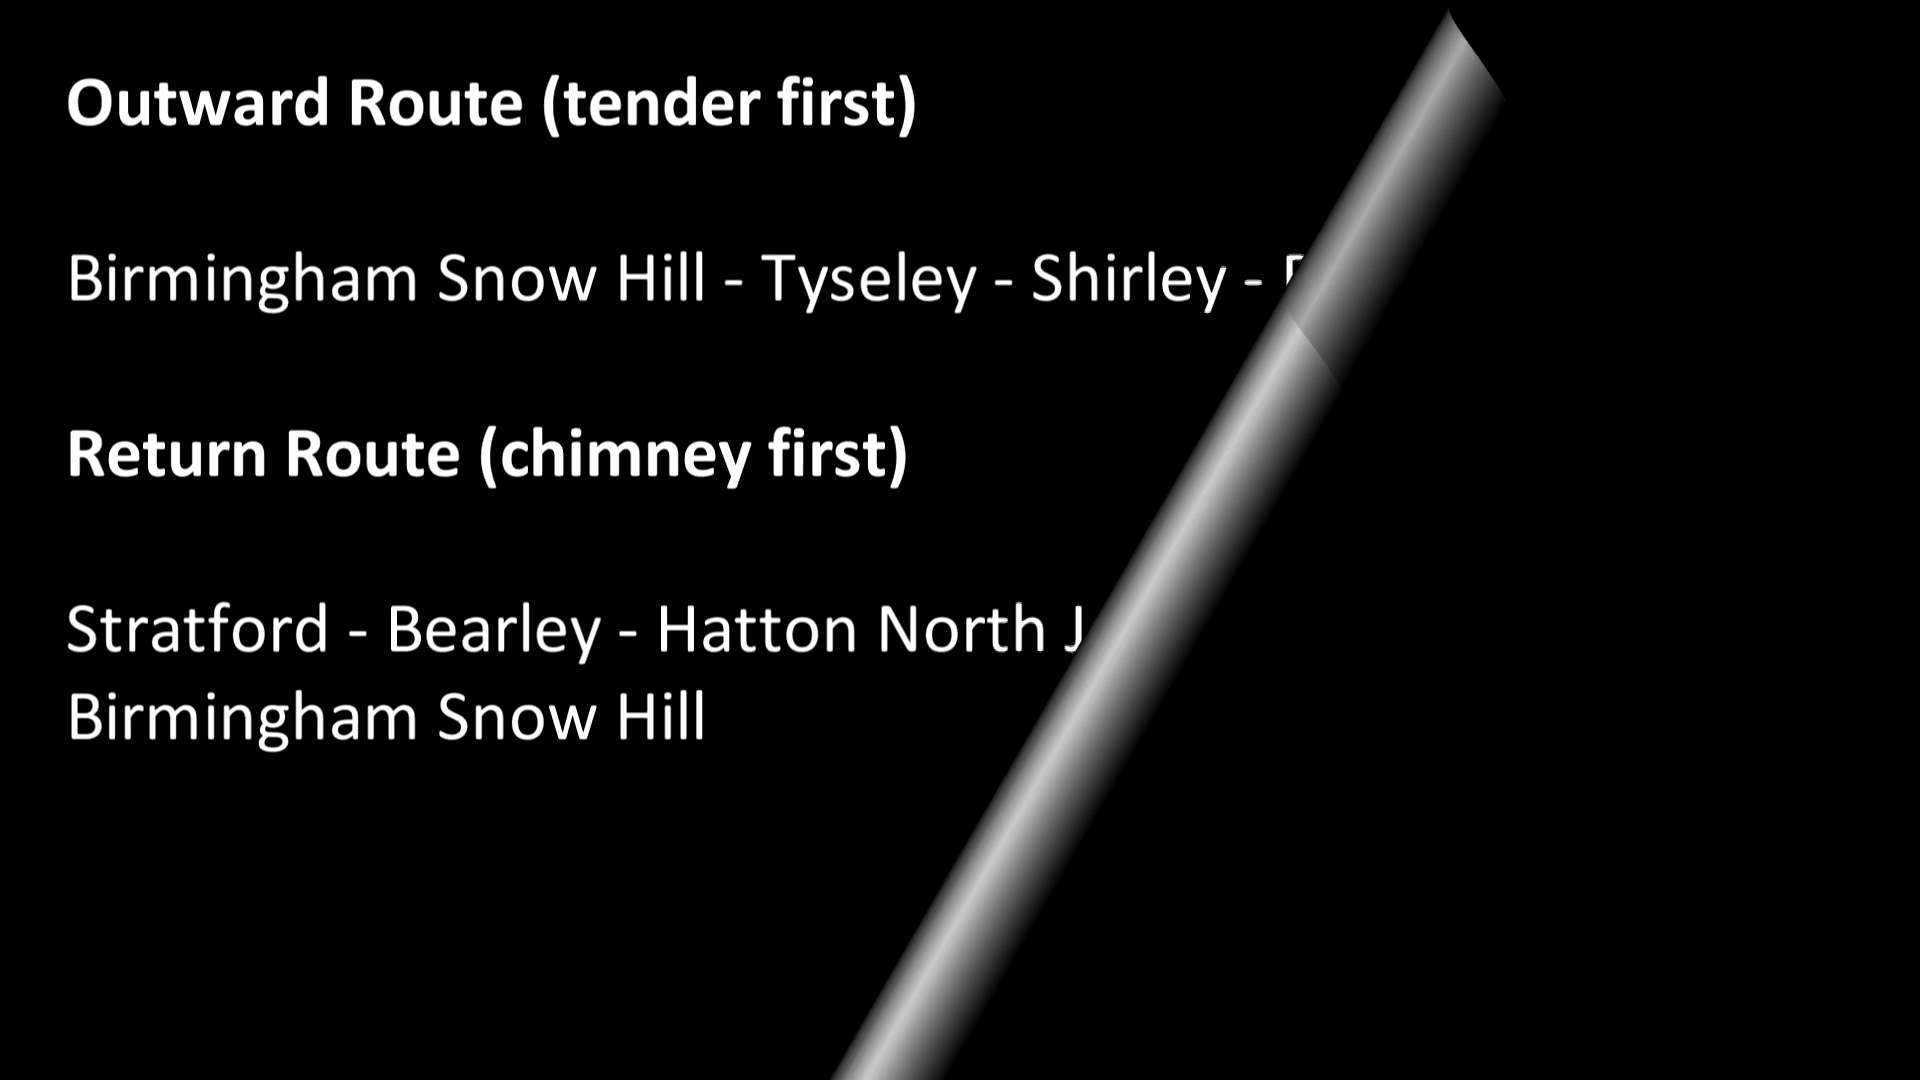 Outward Route (tender first)
Birmingham Snow Hill - Tyseley - Shirley -
Return Route (chimney first)
Stratford - Bearley - Hatton North
Birmingham Snow Hill